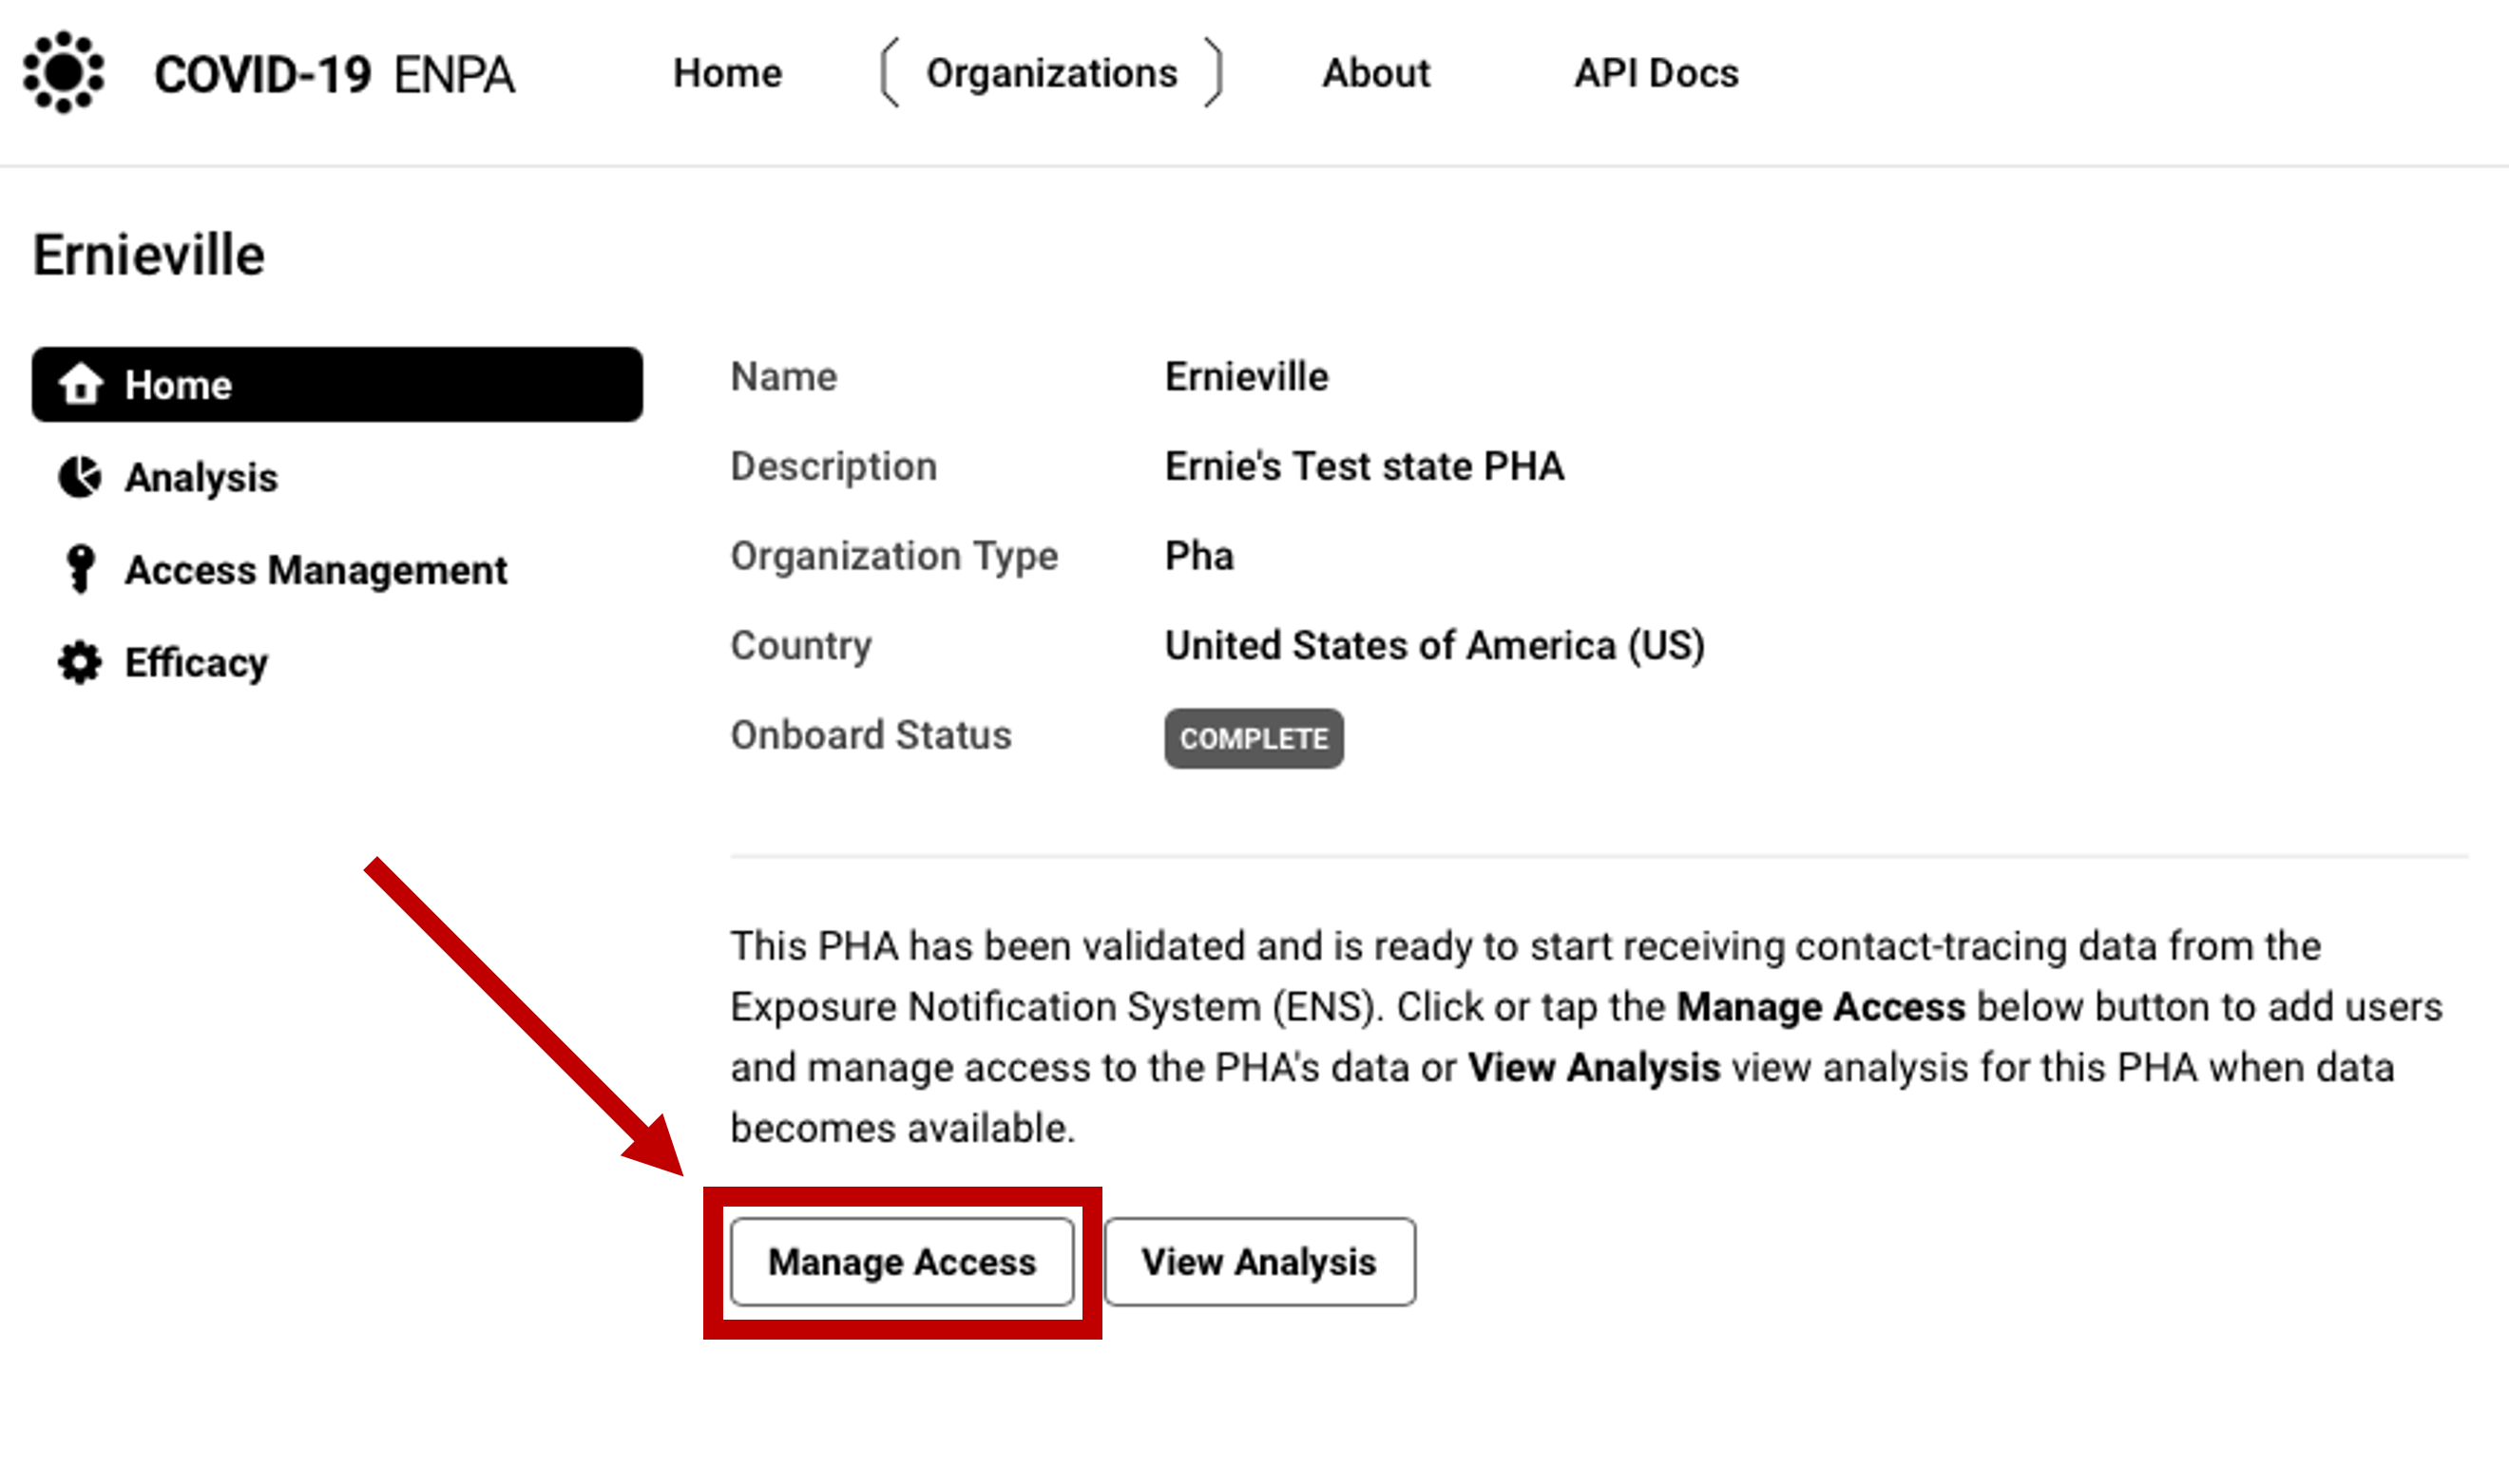 COVID-19 ENPA Home Organizations About API Docs
Ernieville
Home
Analysis
Access Management
Efficacy
Name Ernieville
Description Ernie's Test state PHA
Organization Type Pha
Country United States of America (US)
Onboard Status COMPLETE
This PHA has been validated and is ready to start receiving contact-tracing data from the
Exposure Notification System (ENS). Click or tap the Manage Access below button to add users
and manage access to the PHA's data or View Analysis view analysis for this PHA when data
becomes available.
Manage Access View Analysis